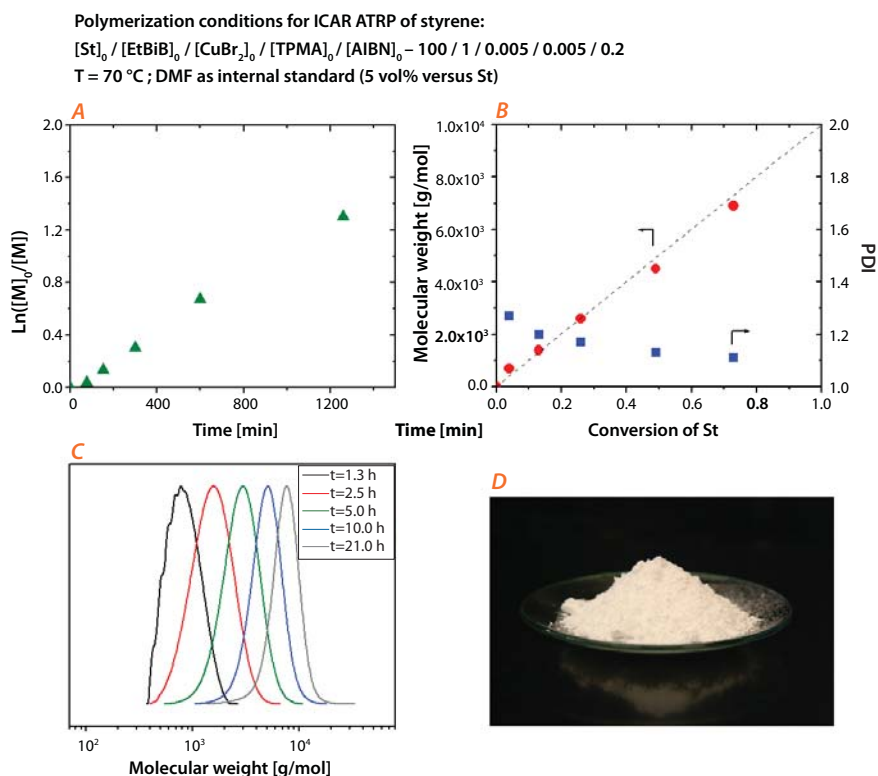 Polymerization conditions for ICAR ATRP of styrene:
[St]₀ / [EtBiB]₀ / [CuBr₂]₀ / [TPMA]₀ / [AIBN]₀ – 100 / 1 / 0.005 / 0.005 / 0.2
T = 70 °C ; DMF as internal standard (5 vol% versus St)
A
2.0
1.6
1.2
0.8
0.4
0.0
Ln([M]₀/[M])
0 400 800 1200
Time [min]
B
1.0x10⁴
8.0x10³
6.0x10³
4.0x10³
2.0x10³
0.0
Molecular weight [g/mol]
2.0
1.8
1.6
1.4
1.2
1.0
PDI
0.0 0.2 0.4 0.6 0.8 1.0
Time [min]
Conversion of St
C
t=1.3 h
t=2.5 h
t=5.0 h
t=10.0 h
t=21.0 h
10² 10³ 10⁴
Molecular weight [g/mol]
D